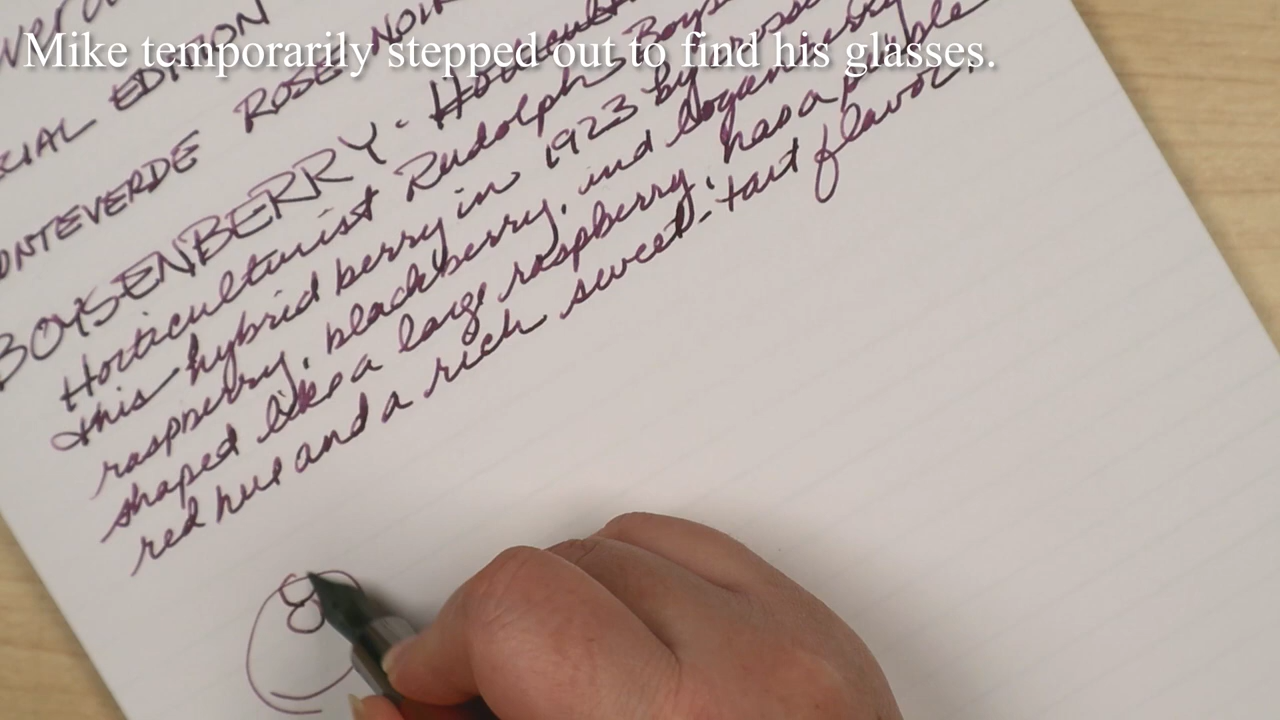 Mike temporarily stepped out to find his glasses.
CIAL EDITION
ONTEVERDE ROSE NOIR
BOYSENBERRY - Horticult
Horticulturist Rudolph Boys
this hybrid berry in 1923 by cross
raspberry, blackberry, and loganberry
shaped like a large raspberry, has a purple
red hue and a rich sweet-tart flavor.